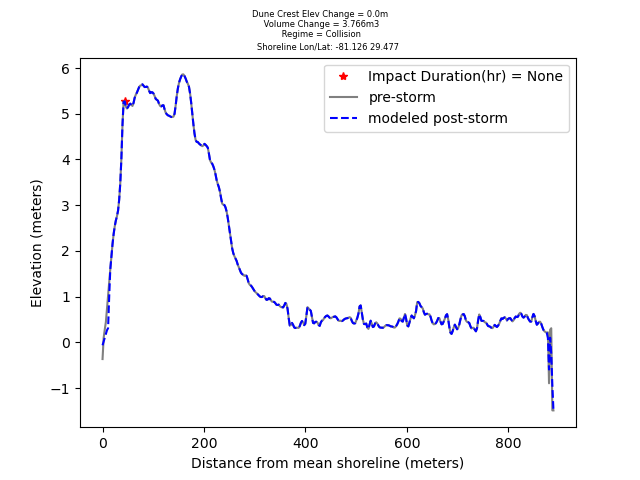 Dune Crest Elev Change = 0.0m
Volume Change = 3.766m3
Regime = Collision
Shoreline Lon/Lat: -81.126 29.477
Impact Duration(hr) = None
pre-storm
modeled post-storm
Elevation (meters)
6
5
4
3
2
1
0
−1
0 200 400 600 800
Distance from mean shoreline (meters)